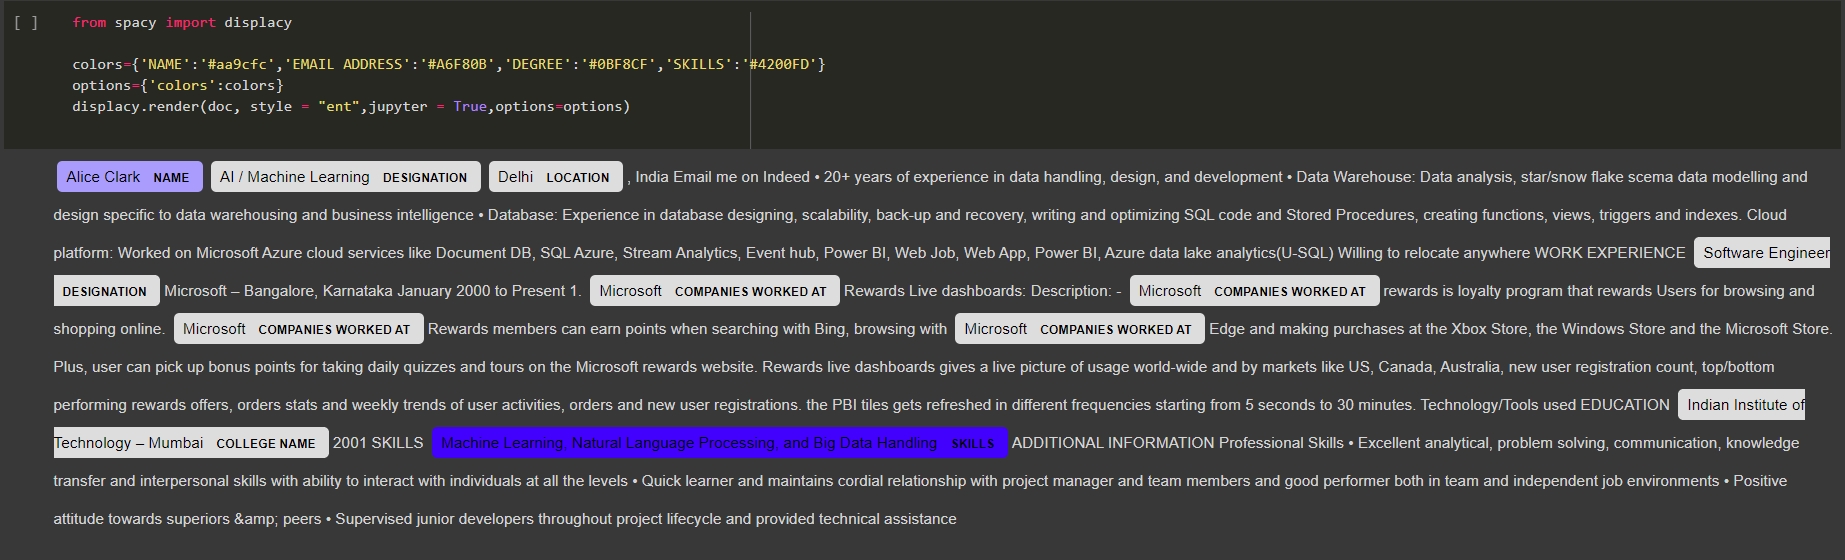 [ ] from spacy import displacy
colors={'NAME':'#aa9cfc','EMAIL ADDRESS':'#A6F80B','DEGREE':'#0BF8CF','SKILLS':'#4200FD'}
options={'colors':colors}
displacy.render(doc, style = "ent",jupyter = True,options=options)
Alice Clark NAME AI / Machine Learning DESIGNATION Delhi LOCATION , India Email me on Indeed • 20+ years of experience in data handling, design, and development • Data Warehouse: Data analysis, star/snow flake scema data modelling and
design specific to data warehousing and business intelligence • Database: Experience in database designing, scalability, back-up and recovery, writing and optimizing SQL code and Stored Procedures, creating functions, views, triggers and indexes. Cloud
platform: Worked on Microsoft Azure cloud services like Document DB, SQL Azure, Stream Analytics, Event hub, Power BI, Web Job, Web App, Power BI, Azure data lake analytics(U-SQL) Willing to relocate anywhere WORK EXPERIENCE Software Engineer
DESIGNATION Microsoft – Bangalore, Karnataka January 2000 to Present 1. Microsoft COMPANIES WORKED AT Rewards Live dashboards: Description: - Microsoft COMPANIES WORKED AT rewards is loyalty program that rewards Users for browsing and
shopping online. Microsoft COMPANIES WORKED AT Rewards members can earn points when searching with Bing, browsing with Microsoft COMPANIES WORKED AT Edge and making purchases at the Xbox Store, the Windows Store and the Microsoft Store.
Plus, user can pick up bonus points for taking daily quizzes and tours on the Microsoft rewards website. Rewards live dashboards gives a live picture of usage world-wide and by markets like US, Canada, Australia, new user registration count, top/bottom
performing rewards offers, orders stats and weekly trends of user activities, orders and new user registrations. the PBI tiles gets refreshed in different frequencies starting from 5 seconds to 30 minutes. Technology/Tools used EDUCATION Indian Institute of
Technology – Mumbai COLLEGE NAME 2001 SKILLS Machine Learning, Natural Language Processing, and Big Data Handling SKILLS ADDITIONAL INFORMATION Professional Skills • Excellent analytical, problem solving, communication, knowledge
transfer and interpersonal skills with ability to interact with individuals at all the levels • Quick learner and maintains cordial relationship with project manager and team members and good performer both in team and independent job environments • Positive
attitude towards superiors &amp; peers • Supervised junior developers throughout project lifecycle and provided technical assistance